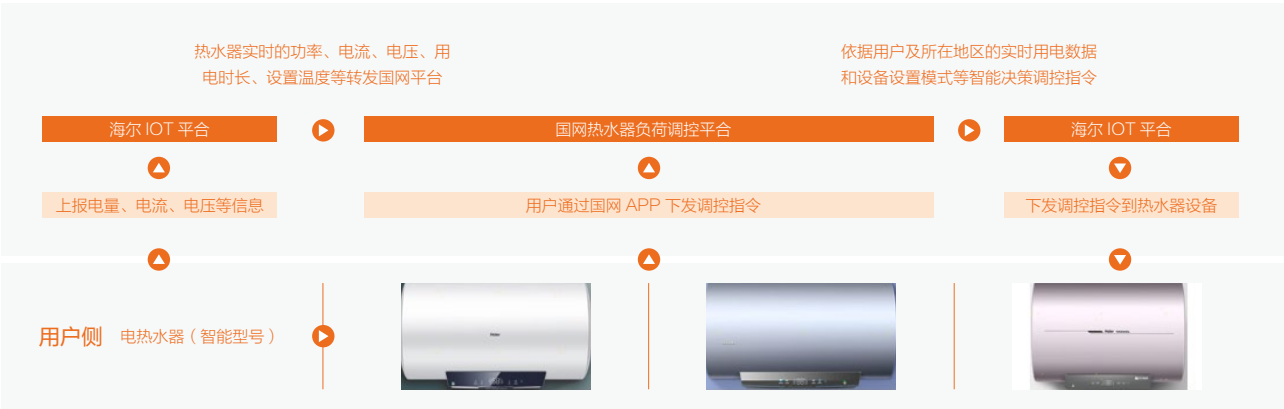 热水器实时的功率、电流、电压、用
电时长、设置温度等转发国网平台
依据用户及所在地区的实时用电数据
和设备设置模式等智能决策调控指令
海尔 IOT 平合
国网热水器负荷调控平合
海尔 IOT 平合
上报电量、电流、电压等信息
用户通过国网 APP 下发调控指令
下发调控指令到热水器设备
用户侧 电热水器（智能型号）
Haier